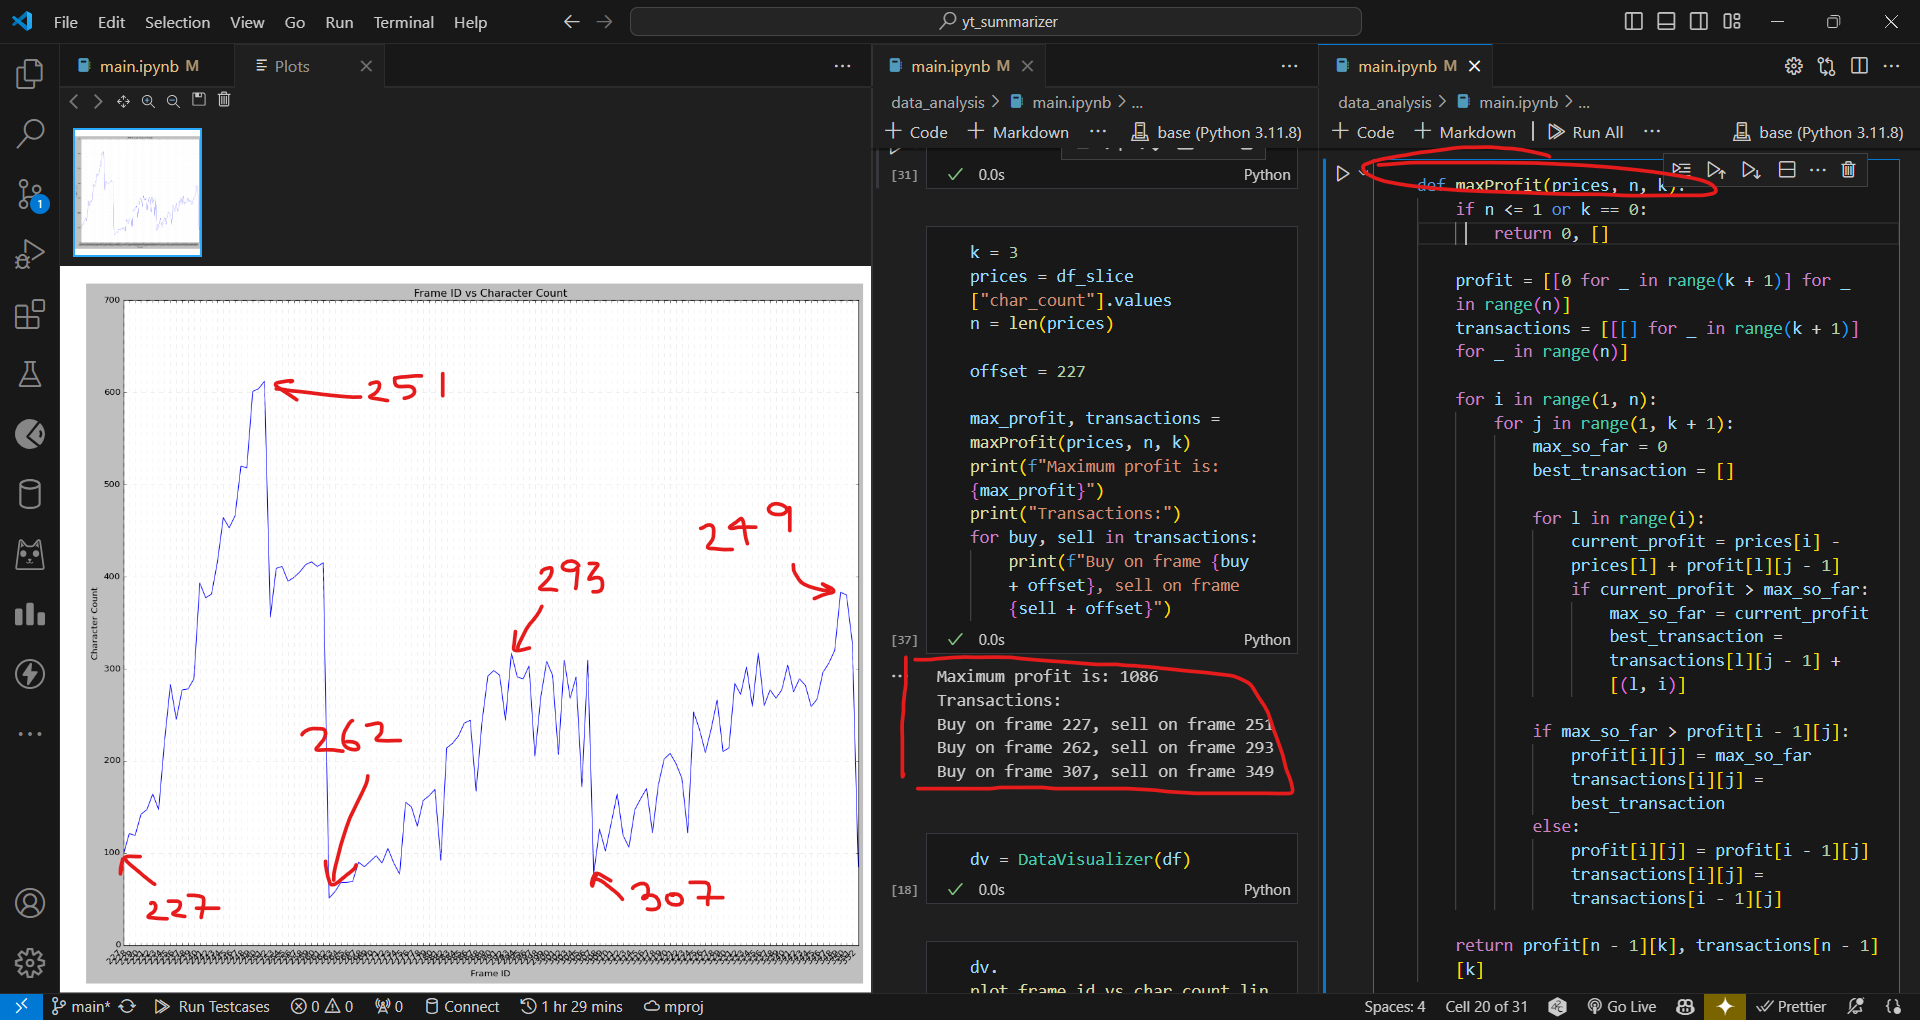 File Edit Selection View Go Run Terminal Help
yt_summarizer
main.ipynb M
Plots
main.ipynb M
main.ipynb M
data_analysis > main.ipynb > ...
data_analysis > main.ipynb > ...
+ Code + Markdown ... base (Python 3.11.8)
+ Code + Markdown Run All ... base (Python 3.11.8)
1
Frame ID vs Character Count
700
600
500
400
300
200
100
0
Character Count
Frame ID
251
293
249
262
227
307
[31] 0.0s Python
k = 3
prices = df_slice
["char_count"].values
n = len(prices)
offset = 227
max_profit, transactions =
maxProfit(prices, n, k)
print(f"Maximum profit is:
{max_profit}")
print("Transactions:")
for buy, sell in transactions:
print(f"Buy on frame {buy
+ offset}, sell on frame
{sell + offset}")
[37] 0.0s Python
Maximum profit is: 1086
Transactions:
Buy on frame 227, sell on frame 251
Buy on frame 262, sell on frame 293
Buy on frame 307, sell on frame 349
dv = DataVisualizer(df)
[18] 0.0s Python
dv.
plot_frame_id_vs_char_count_lin
def maxProfit(prices, n, k):
if n <= 1 or k == 0:
return 0, []
profit = [[0 for _ in range(k + 1)] for _
in range(n)]
transactions = [[[] for _ in range(k + 1)]
for _ in range(n)]
for i in range(1, n):
for j in range(1, k + 1):
max_so_far = 0
best_transaction = []
for l in range(i):
current_profit = prices[i] -
prices[l] + profit[l][j - 1]
if current_profit > max_so_far:
max_so_far = current_profit
best_transaction =
transactions[l][j - 1] +
[(l, i)]
if max_so_far > profit[i - 1][j]:
profit[i][j] = max_so_far
transactions[i][j] =
best_transaction
else:
profit[i][j] = profit[i - 1][j]
transactions[i][j] =
transactions[i - 1][j]
return profit[n - 1][k], transactions[n - 1]
[k]
main* Run Testcases 0 0 0 Connect 1 hr 29 mins mproj
Spaces: 4 Cell 20 of 31 Go Live Prettier